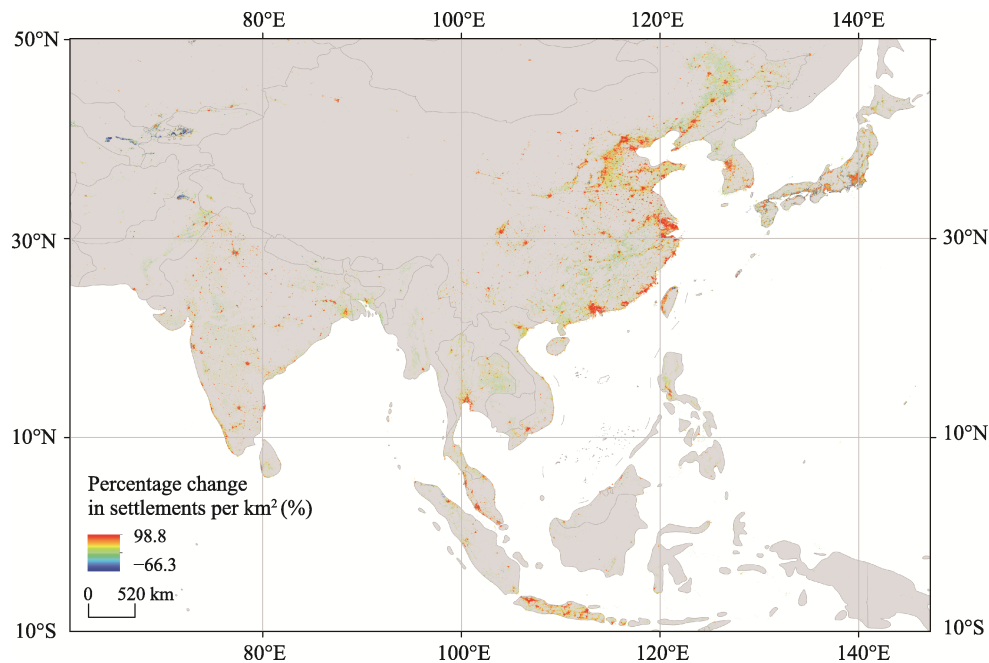 80°E 100°E 120°E 140°E
50°N
30°N 30°N
10°N 10°N
Percentage change
in settlements per km² (%)
98.8
−66.3
0 520 km
10°S 10°S
80°E 100°E 120°E 140°E